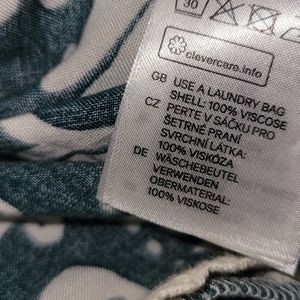 30
clevercare.info
GB USE A LAUNDRY BAG
SHELL: 100% VISCOSE
CZ PERTE V SÁČKU PRO
ŠETRNÉ PRANÍ
SVRCHNÍ LÁTKA:
100% VISKÓZA
DE WÄSCHEBEUTEL
VERWENDEN
OBERMATERIAL:
100% VISKOSE